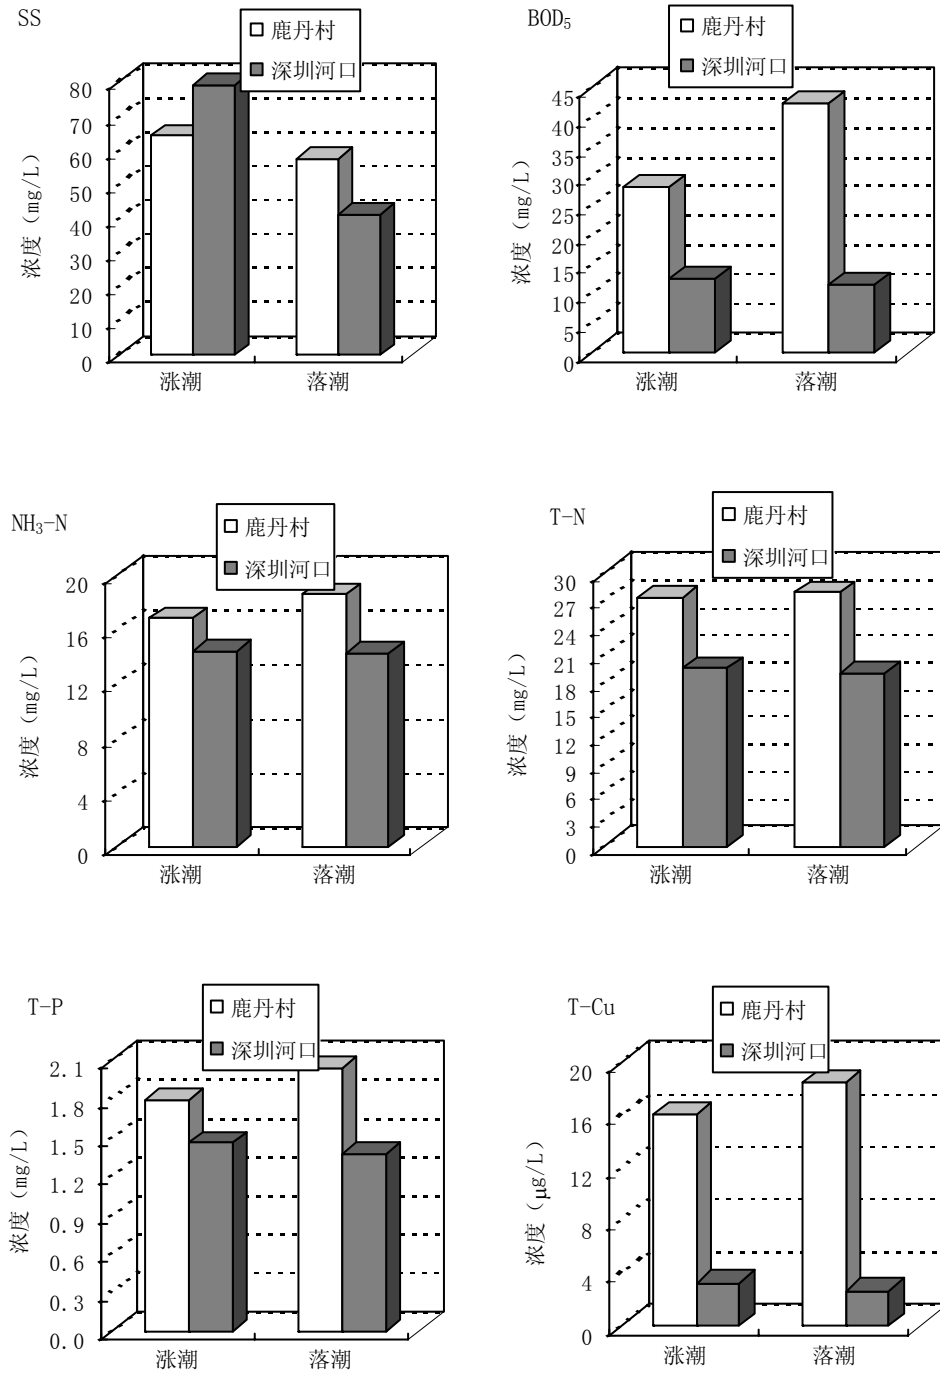 SS
鹿丹村
深圳河口
浓度 (mg/L)
80
70
60
50
40
30
20
10
0
涨潮 落潮
BOD₅
鹿丹村
深圳河口
浓度 (mg/L)
45
40
35
30
25
20
15
10
5
0
涨潮 落潮
NH₃-N
鹿丹村
深圳河口
浓度 (mg/L)
20
16
12
8
4
0
涨潮 落潮
T-N
鹿丹村
深圳河口
浓度 (mg/L)
30
27
24
21
18
15
12
9
6
3
0
涨潮 落潮
T-P
鹿丹村
深圳河口
浓度 (mg/L)
2.1
1.8
1.5
1.2
0.9
0.6
0.3
0.0
涨潮 落潮
T-Cu
鹿丹村
深圳河口
浓度 (μg/L)
20
16
12
8
4
0
涨潮 落潮